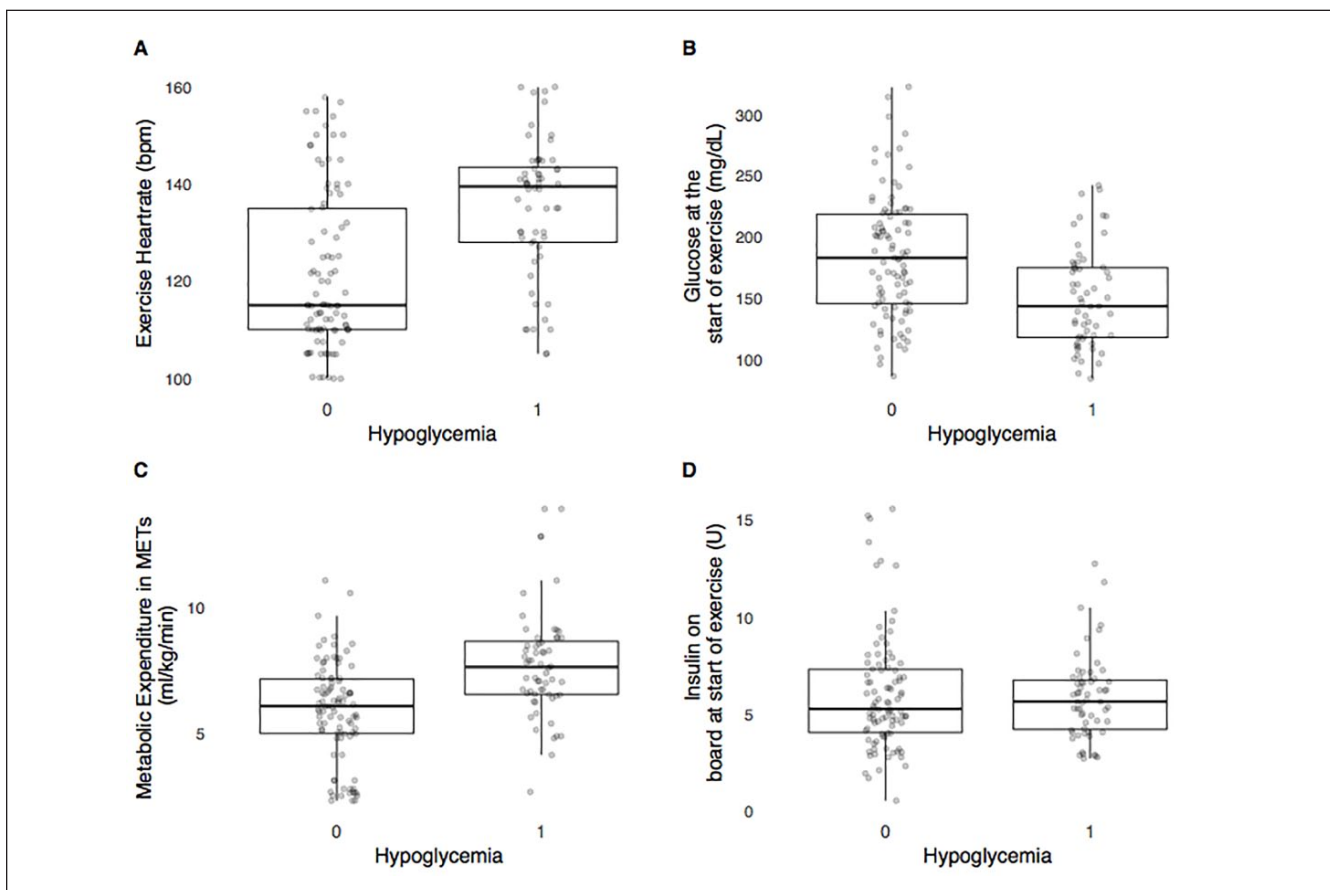 A
Exercise Heartrate (bpm)
160
140
120
100
0 1
Hypoglycemia
B
Glucose at the
start of exercise (mg/dL)
300
250
200
150
100
0 1
Hypoglycemia
C
Metabolic Expenditure in METs
(ml/kg/min)
10
5
0 1
Hypoglycemia
D
Insulin on
board at start of exercise (U)
15
10
5
0
0 1
Hypoglycemia